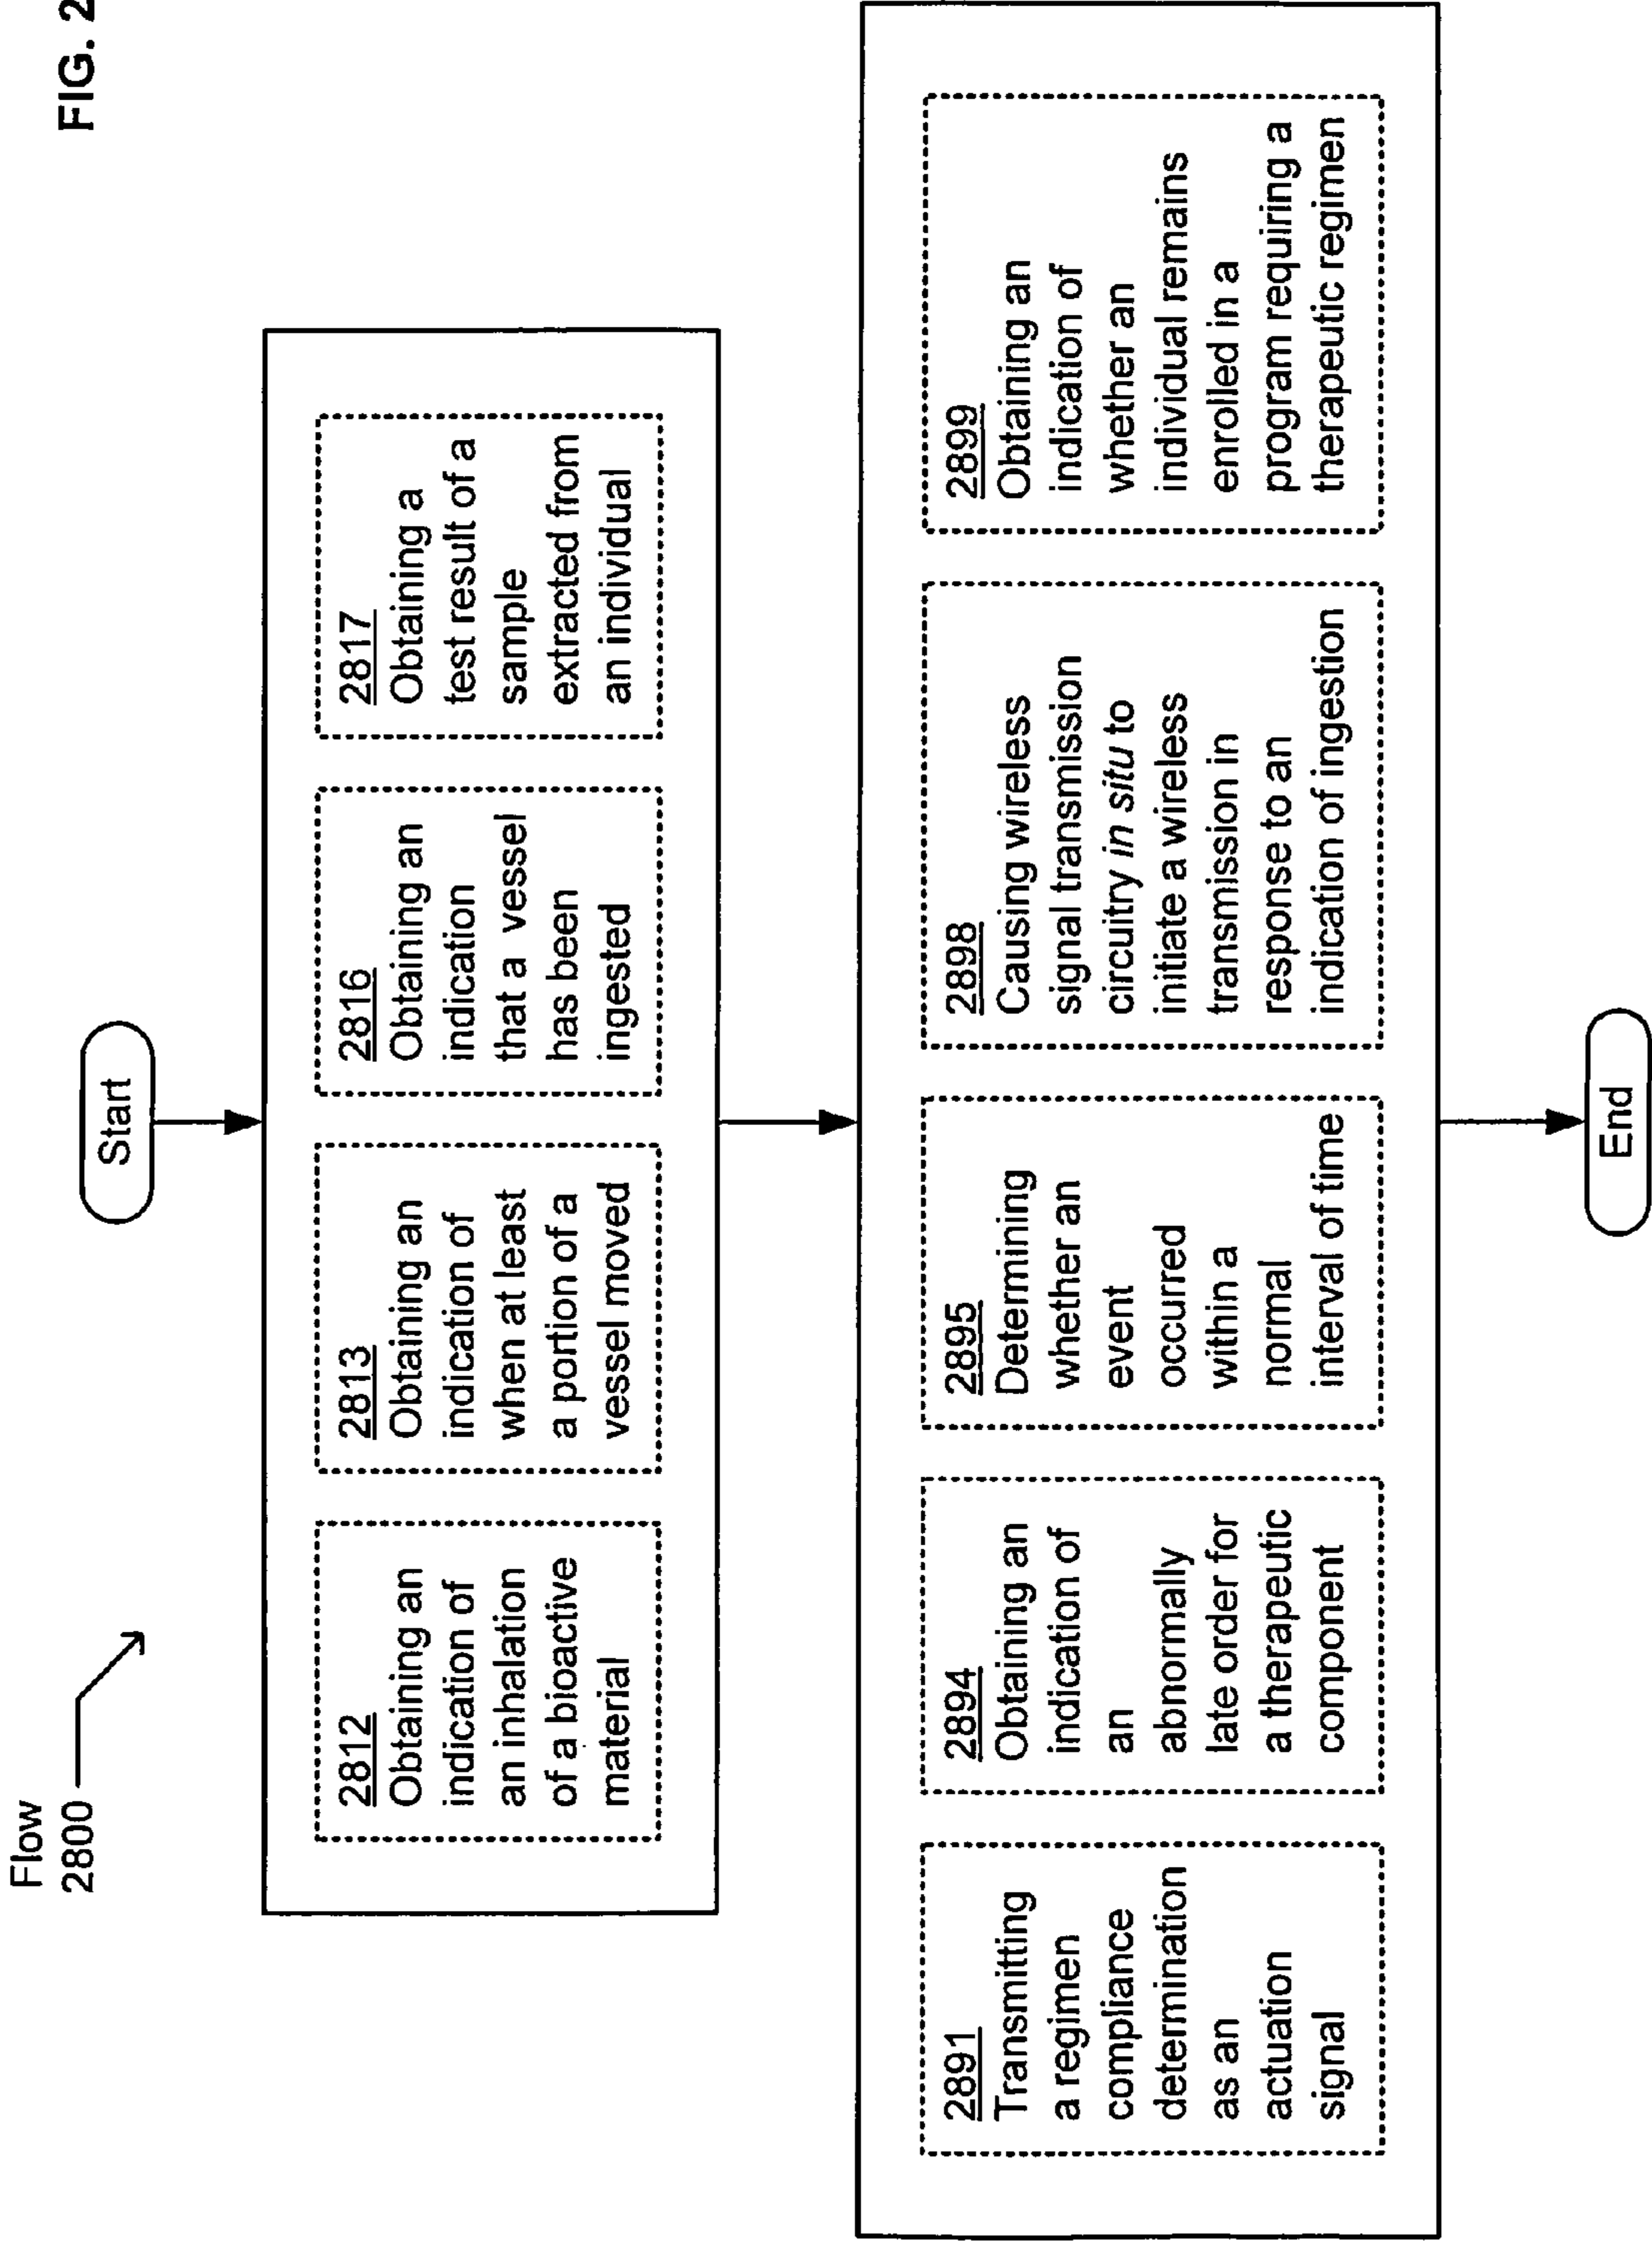 FIG. 2
Flow
2800
Start
2812
Obtaining an
indication of
an inhalation
of a bioactive
material
2813
Obtaining an
indication of
when at least
a portion of a
vessel moved
2816
Obtaining an
indication
that a vessel
has been
ingested
2817
Obtaining a
test result of a
sample
extracted from
an individual
2891
Transmitting
a regimen
compliance
determination
as an
actuation
signal
2894
Obtaining an
indication of
an
abnormally
late order for
a therapeutic
component
2895
Determining
whether an
event
occurred
within a
normal
interval of time
2898
Causing wireless
signal transmission
circuitry in situ to
initiate a wireless
transmission in
response to an
indication of ingestion
2899
Obtaining an
indication of
whether an
individual remains
enrolled in a
program requiring a
therapeutic regimen
End